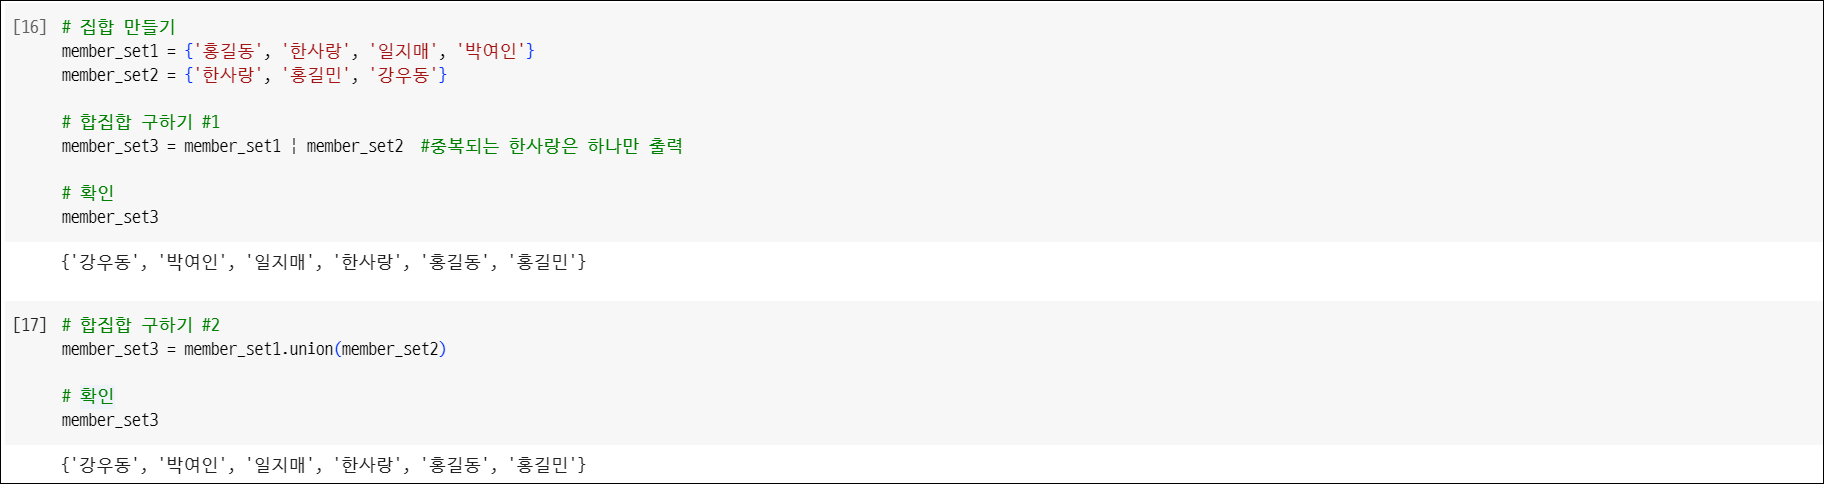 [16] # 집합 만들기
member_set1 = {'홍길동', '한사랑', '일지매', '박여인'}
member_set2 = {'한사랑', '홍길민', '강우동'}
# 합집합 구하기 #1
member_set3 = member_set1 | member_set2  #중복되는 한사랑은 하나만 출력
# 확인
member_set3
{'강우동', '박여인', '일지매', '한사랑', '홍길동', '홍길민'}
[17] # 합집합 구하기 #2
member_set3 = member_set1.union(member_set2)
# 확인
member_set3
{'강우동', '박여인', '일지매', '한사랑', '홍길동', '홍길민'}